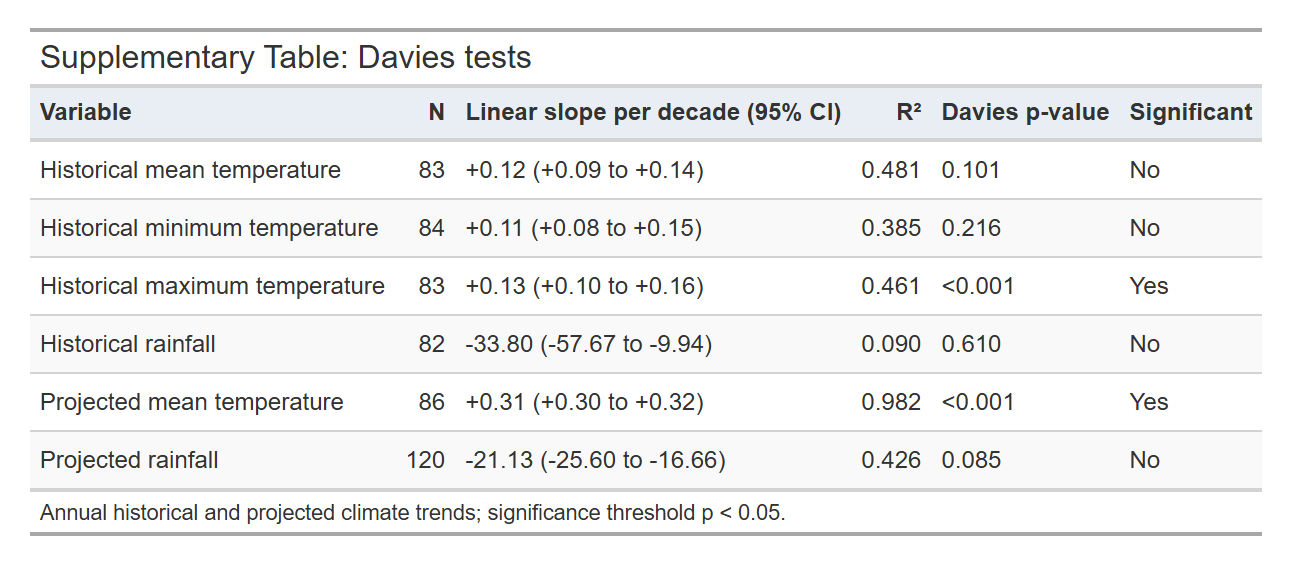 Supplementary Table: Davies tests
Variable N Linear slope per decade (95% CI) R² Davies p-value Significant
Historical mean temperature 83 +0.12 (+0.09 to +0.14) 0.481 0.101 No
Historical minimum temperature 84 +0.11 (+0.08 to +0.15) 0.385 0.216 No
Historical maximum temperature 83 +0.13 (+0.10 to +0.16) 0.461 <0.001 Yes
Historical rainfall 82 -33.80 (-57.67 to -9.94) 0.090 0.610 No
Projected mean temperature 86 +0.31 (+0.30 to +0.32) 0.982 <0.001 Yes
Projected rainfall 120 -21.13 (-25.60 to -16.66) 0.426 0.085 No
Annual historical and projected climate trends; significance threshold p < 0.05.